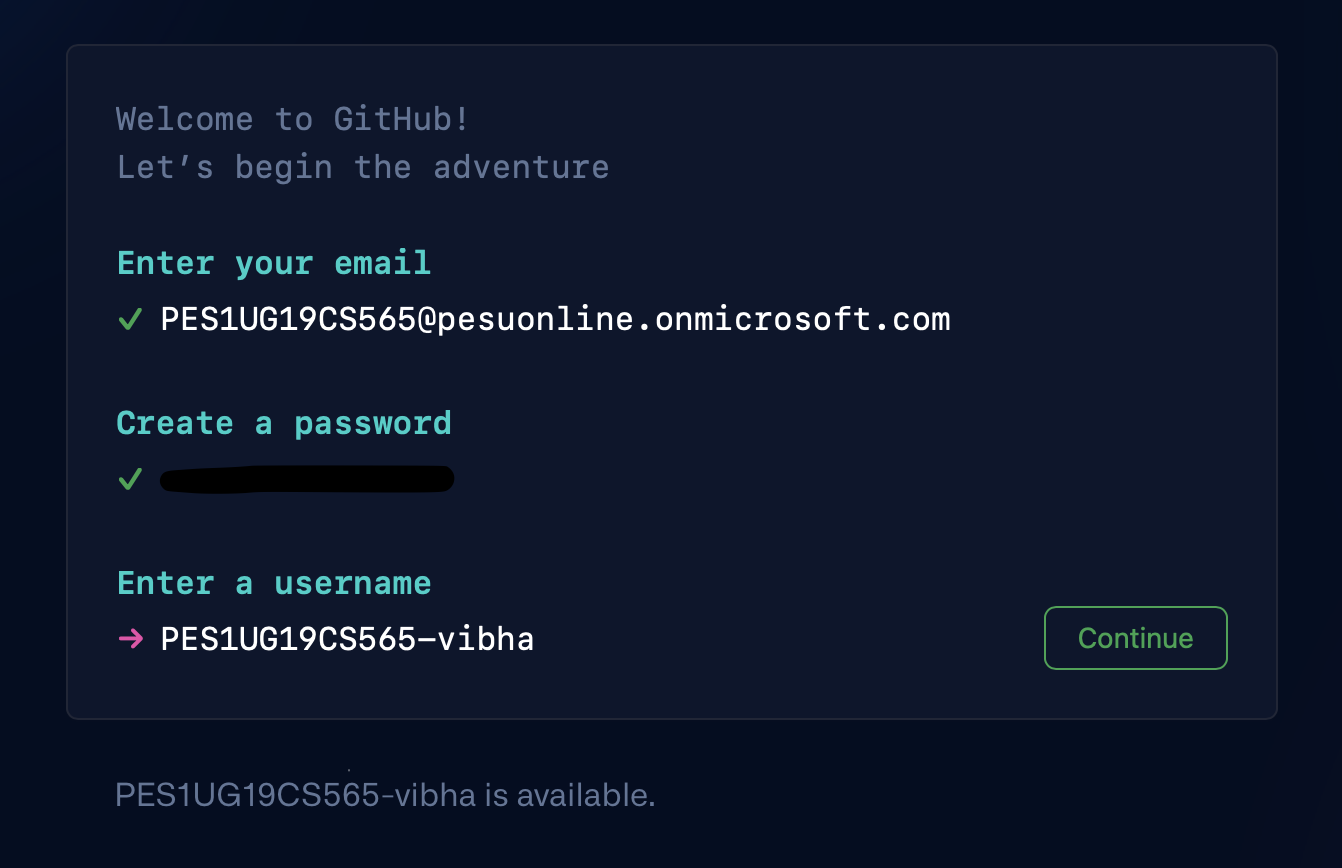 Welcome to GitHub!
Let’s begin the adventure
Enter your email
✓ PES1UG19CS565@pesuonline.onmicrosoft.com
Create a password
✓
Enter a username
→ PES1UG19CS565-vibha
Continue
PES1UG19CS565-vibha is available.